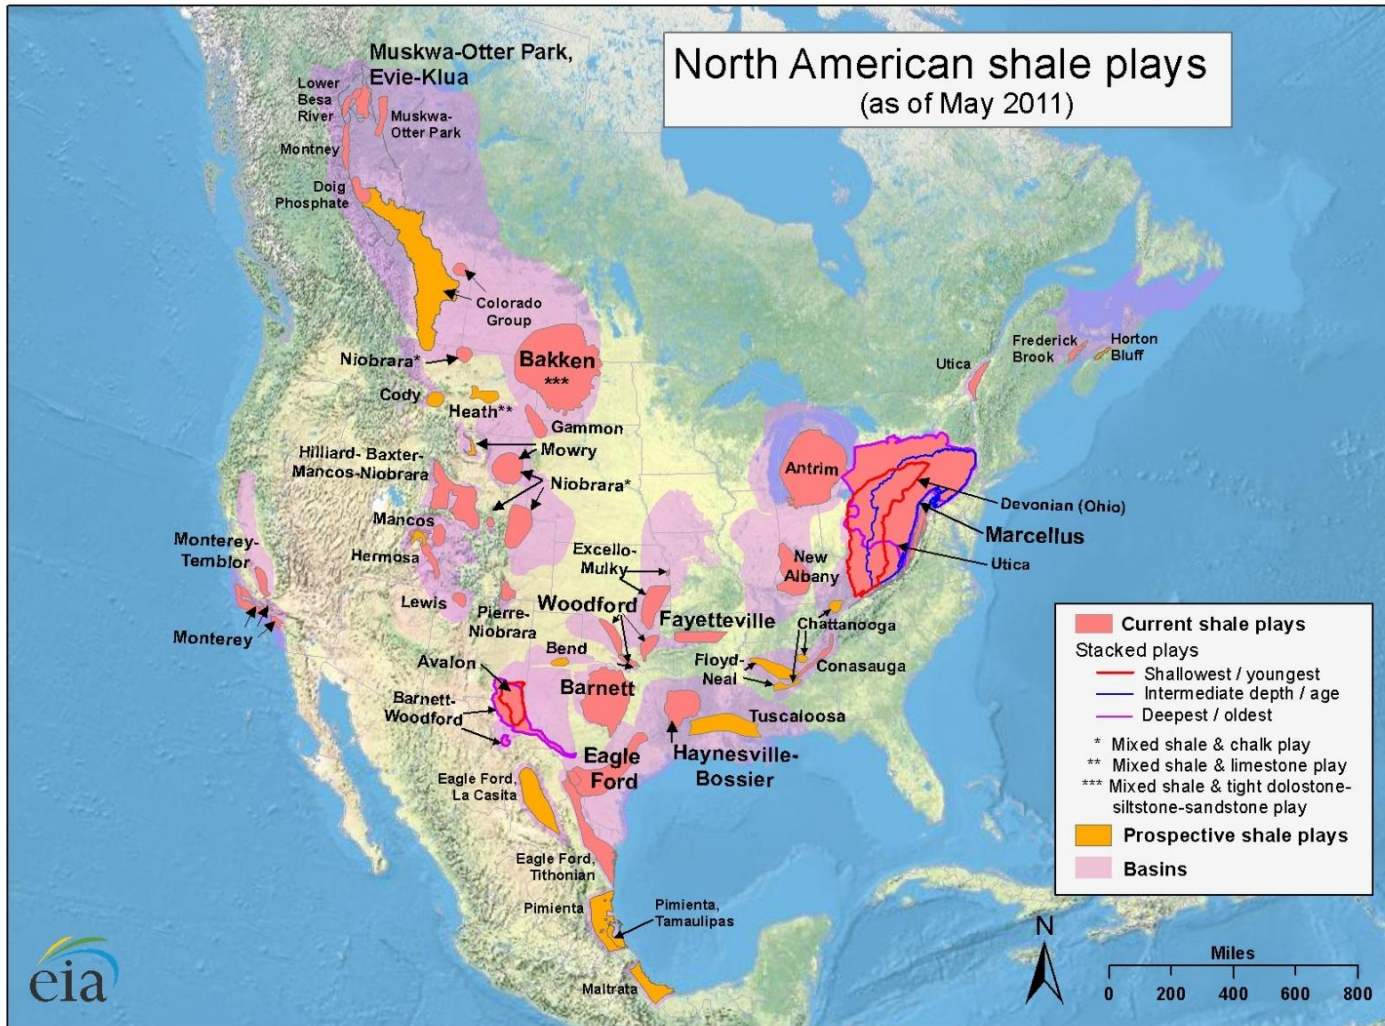 North American shale plays
(as of May 2011)
Muskwa-Otter Park,
Evie-Klua
Lower
Besa
River
Muskwa-
Otter Park
Montney
Doig
Phosphate
Colorado
Group
Niobrara*
Bakken
***
Cody
Heath**
Gammon
Mowry
Hilliard- Baxter-
Mancos-Niobrara
Niobrara*
Mancos
Hermosa
Monterey-
Temblor
Monterey
Lewis
Pierre-
Niobrara
Excello-
Mulky
Woodford
Fayetteville
Antrim
New
Albany
Utica
Frederick
Brook
Horton
Bluff
Devonian (Ohio)
Marcellus
Utica
Chattanooga
Conasauga
Floyd-
Neal
Bend
Avalon
Barnett-
Woodford
Barnett
Tuscaloosa
Haynesville-
Bossier
Eagle
Ford
Eagle Ford,
La Casita
Eagle Ford,
Tithonian
Pimienta
Pimienta,
Tamaulipas
Maltrata
Current shale plays
Stacked plays
Shallowest / youngest
Intermediate depth / age
Deepest / oldest
* Mixed shale & chalk play
** Mixed shale & limestone play
*** Mixed shale & tight dolostone-
siltstone-sandstone play
Prospective shale plays
Basins
N
Miles
0 200 400 600 800
eia